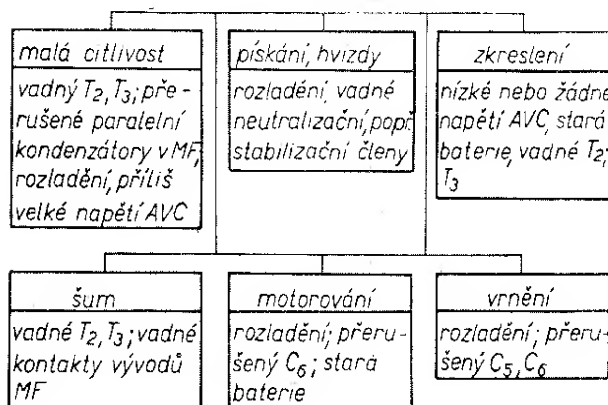 malá citlivost
vadný T2, T3; pře-
rušené paralelní
kondenzátory v MF,
rozladění, příliš
velké napětí AVC
pískání, hvizdy
rozladění, vadné
neutralizační, popř.
stabilizační členy
zkreslení
nízké nebo žádné
napětí AVC, stará
baterie, vadné T2;
T3
šum
vadné T2, T3; vadné
kontakty vývodů
MF
motorování
rozladění; přeru-
šený C6; stará
baterie
vrnění
rozladění; přeru-
šený C5, C6